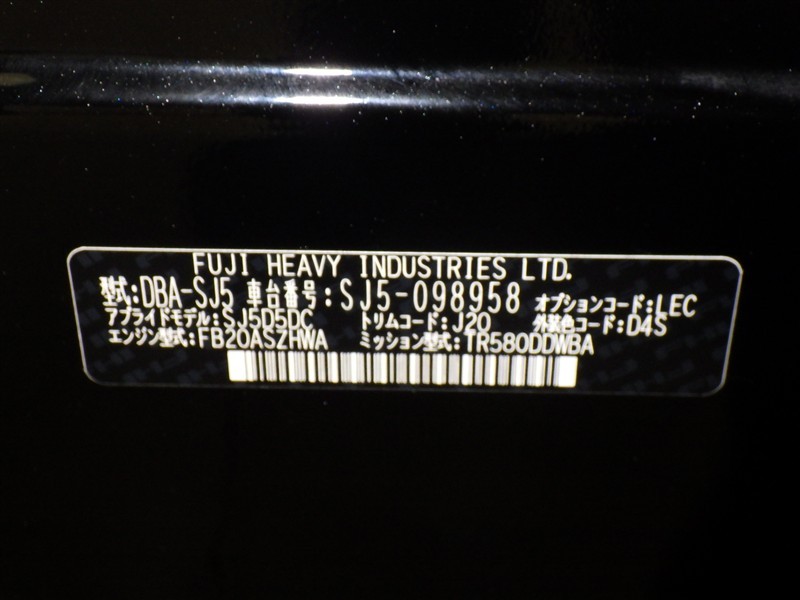 FUJI HEAVY INDUSTRIES LTD.
型式:DBA-SJ5 車台番号:SJ5-098958 オプションコード:LEC
アプライドモデル:SJ5D5DC トリムコード:J20 外装色コード:D4S
エンジン型式:FB20ASZHWA ミッション型式:TR580DDWBA